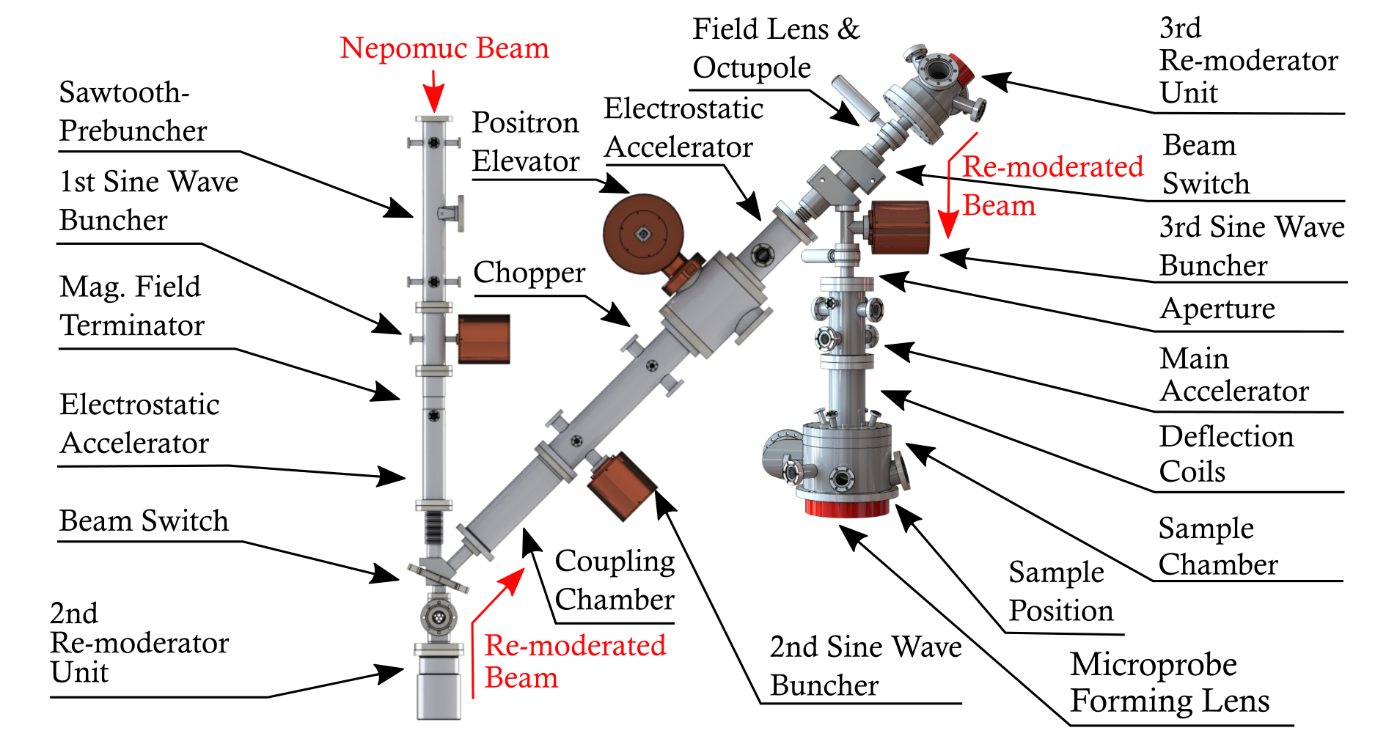 Nepomuc Beam
Sawtooth-
Prebuncher
1st Sine Wave
Buncher
Mag. Field
Terminator
Electrostatic
Accelerator
Beam Switch
2nd
Re-moderator
Unit
Positron
Elevator
Chopper
Electrostatic
Accelerator
Field Lens &
Octupole
Coupling
Chamber
Re-moderated
Beam
2nd Sine Wave
Buncher
3rd
Re-moderator
Unit
Beam
Switch
Re-moderated
Beam
3rd Sine Wave
Buncher
Aperture
Main
Accelerator
Deflection
Coils
Sample
Chamber
Sample
Position
Microprobe
Forming Lens